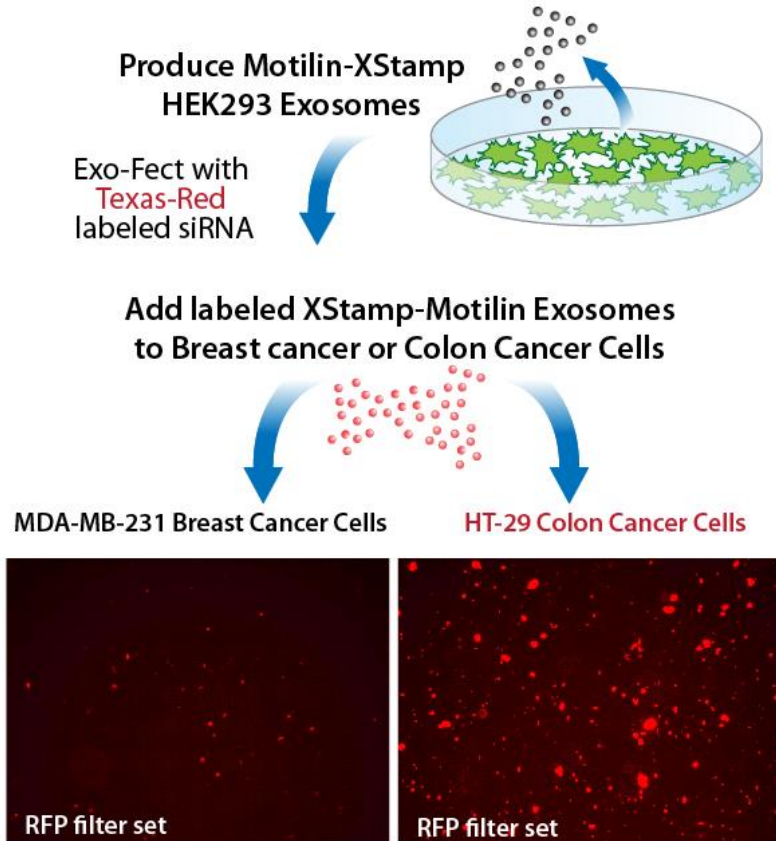 Produce Motilin-XStamp
HEK293 Exosomes
Exo-Fect with
Texas-Red
labeled siRNA
Add labeled XStamp-Motilin Exosomes
to Breast cancer or Colon Cancer Cells
MDA-MB-231 Breast Cancer Cells
HT-29 Colon Cancer Cells
RFP filter set
RFP filter set